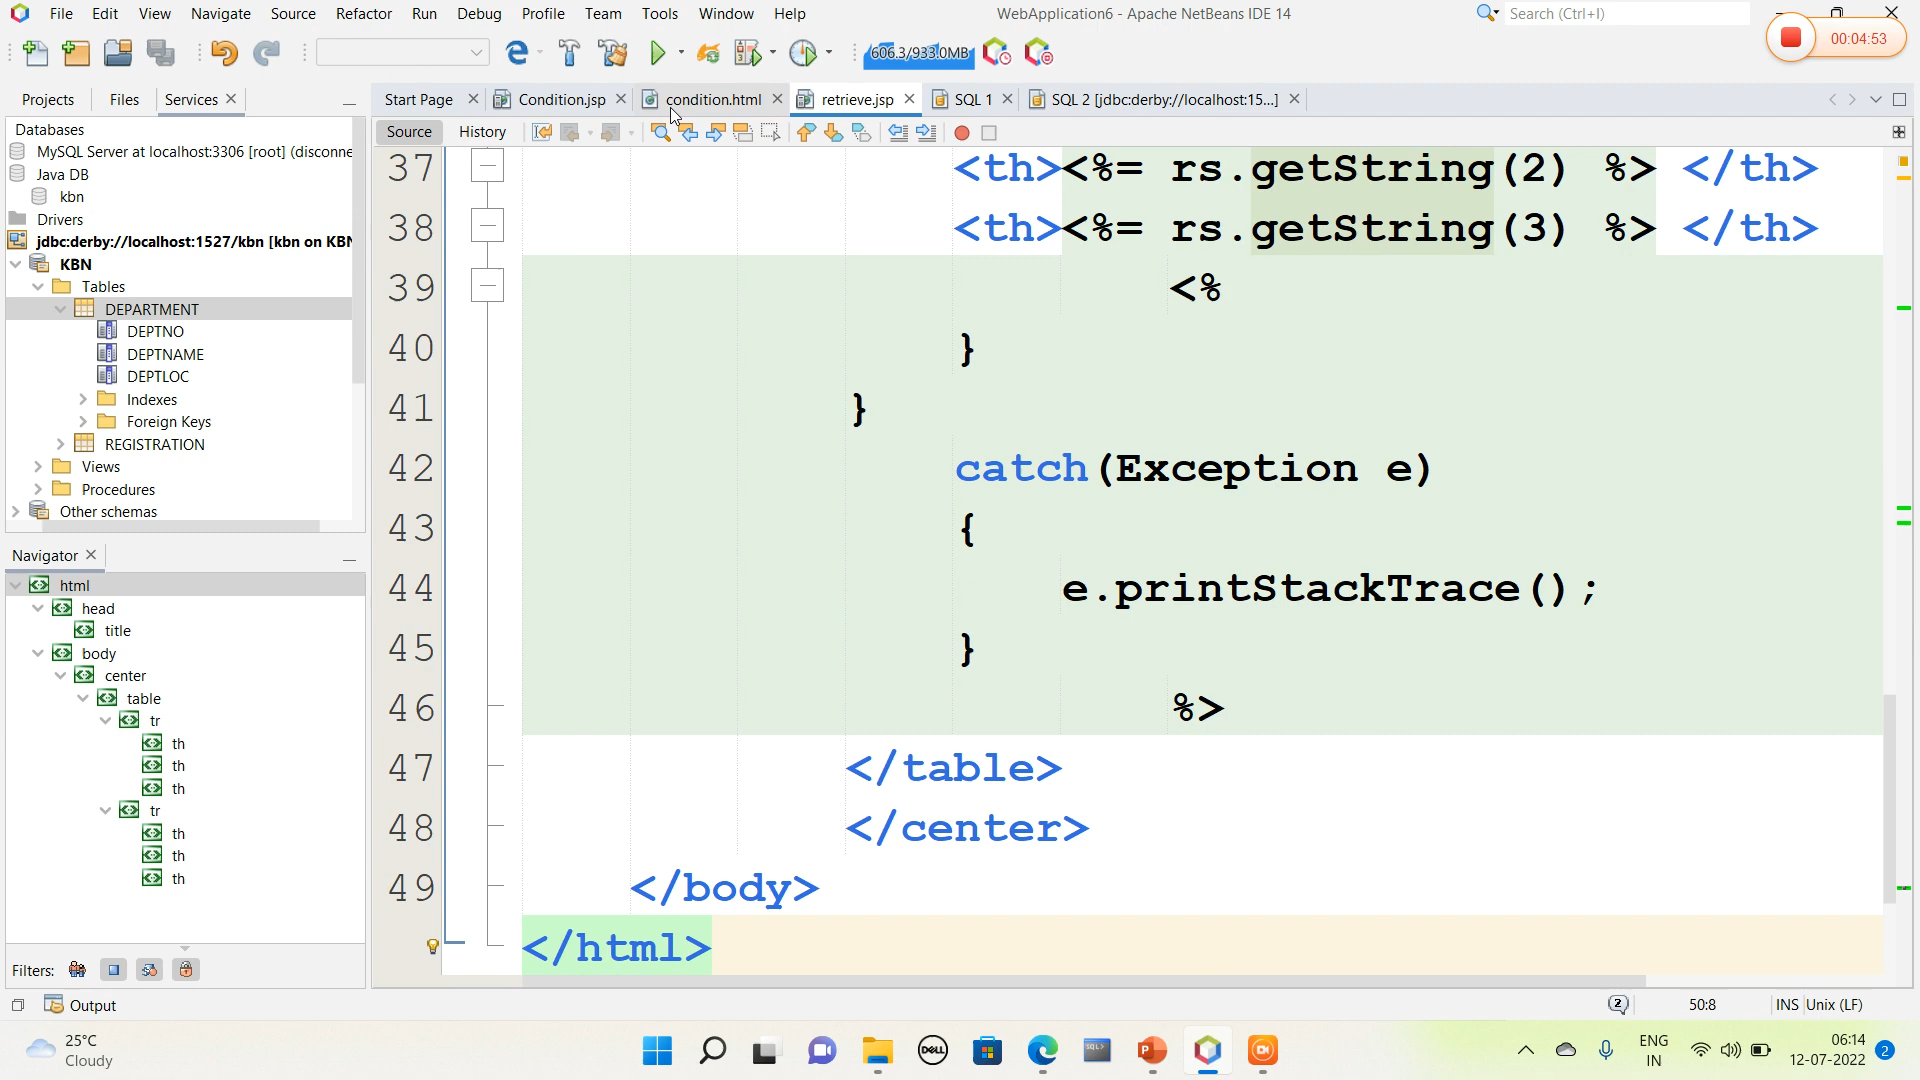 File Edit View Navigate Source Refactor Run Debug Profile Team Tools Window Help
WebApplication6 - Apache NetBeans IDE 14
Search (Ctrl+I)
606.3/933.0MB
00:04:53
Projects Files Services
Start Page Condition.jsp condition.html retrieve.jsp SQL 1 SQL 2 [jdbc:derby://localhost:15...]
Source History
Databases
MySQL Server at localhost:3306 [root] (disconne
Java DB
kbn
Drivers
jdbc:derby://localhost:1527/kbn [kbn on KBN
KBN
Tables
DEPARTMENT
DEPTNO
DEPTNAME
DEPTLOC
Indexes
Foreign Keys
REGISTRATION
Views
Procedures
Other schemas
Navigator
html
head
title
body
center
table
tr
th
th
th
tr
th
th
th
Filters:
37 <th><%= rs.getString(2) %> </th>
38 <th><%= rs.getString(3) %> </th>
39 <%
40 }
41 }
42 catch(Exception e)
43 {
44 e.printStackTrace();
45 }
46 %>
47 </table>
48 </center>
49 </body>
</html>
Output
2
50:8
INS Unix (LF)
25°C
Cloudy
DELL
SQL>
ENG
IN
06:14
12-07-2022
2